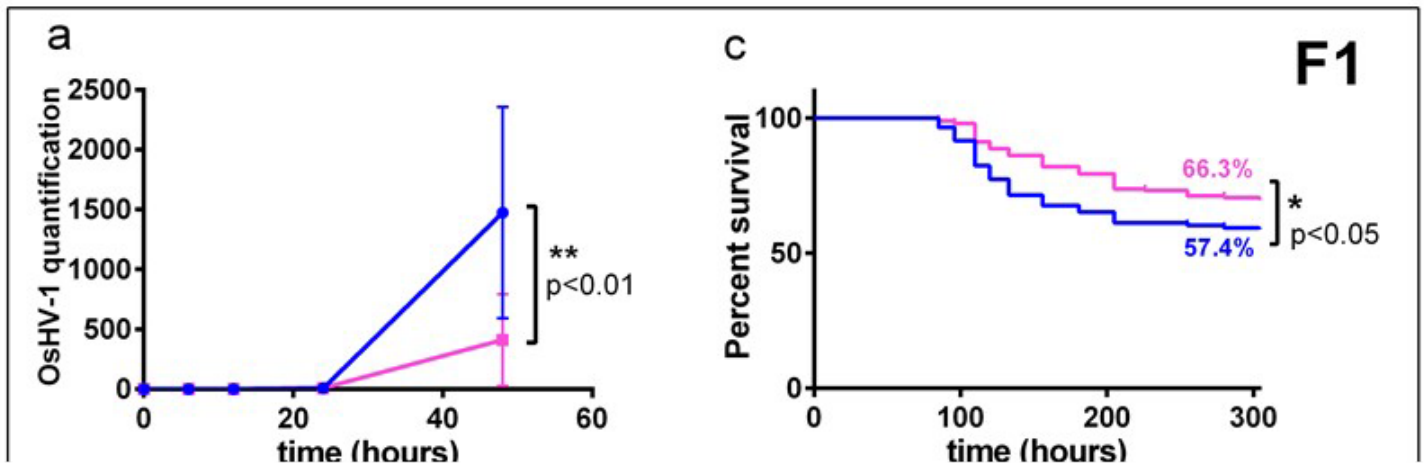 a
c
F1
OsHV-1 quantification
2500
2000
1500
1000
500
0
0
20
40
60
time (hours)
**
p<0.01
Percent survival
100
50
0
0
100
200
300
time (hours)
66.3%
57.4%
*
p<0.05